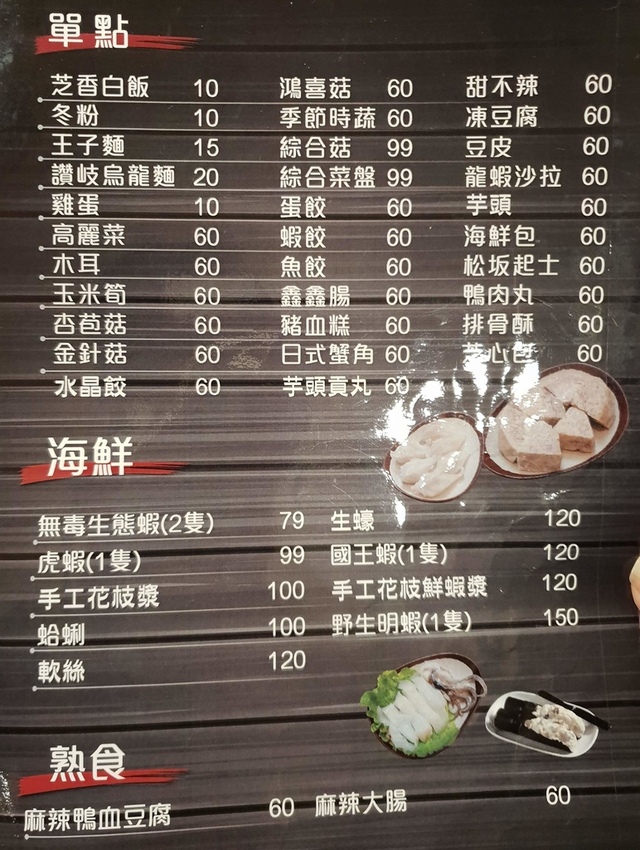 單點
芝香白飯 10 鴻喜菇 60 甜不辣 60
冬粉 10 季節時蔬 60 凍豆腐 60
王子麵 15 綜合菇 99 豆皮 60
讚岐烏龍麵 20 綜合菜盤 99 龍蝦沙拉 60
雞蛋 10 蛋餃 60 芋頭 60
高麗菜 60 蝦餃 60 海鮮包 60
木耳 60 魚餃 60 松坂起士 60
玉米筍 60 鑫鑫腸 60 鴨肉丸 60
杏苞菇 60 豬血糕 60 排骨酥 60
金針菇 60 日式蟹角 60 芝心包 60
水晶餃 60 芋頭貢丸 60
海鮮
無毒生態蝦(2隻) 79 生蠔 120
虎蝦(1隻) 99 國王蝦(1隻) 120
手工花枝漿 100 手工花枝鮮蝦漿 120
蛤蜊 100 野生明蝦(1隻) 150
軟絲 120
熟食
麻辣鴨血豆腐 60 麻辣大腸 60